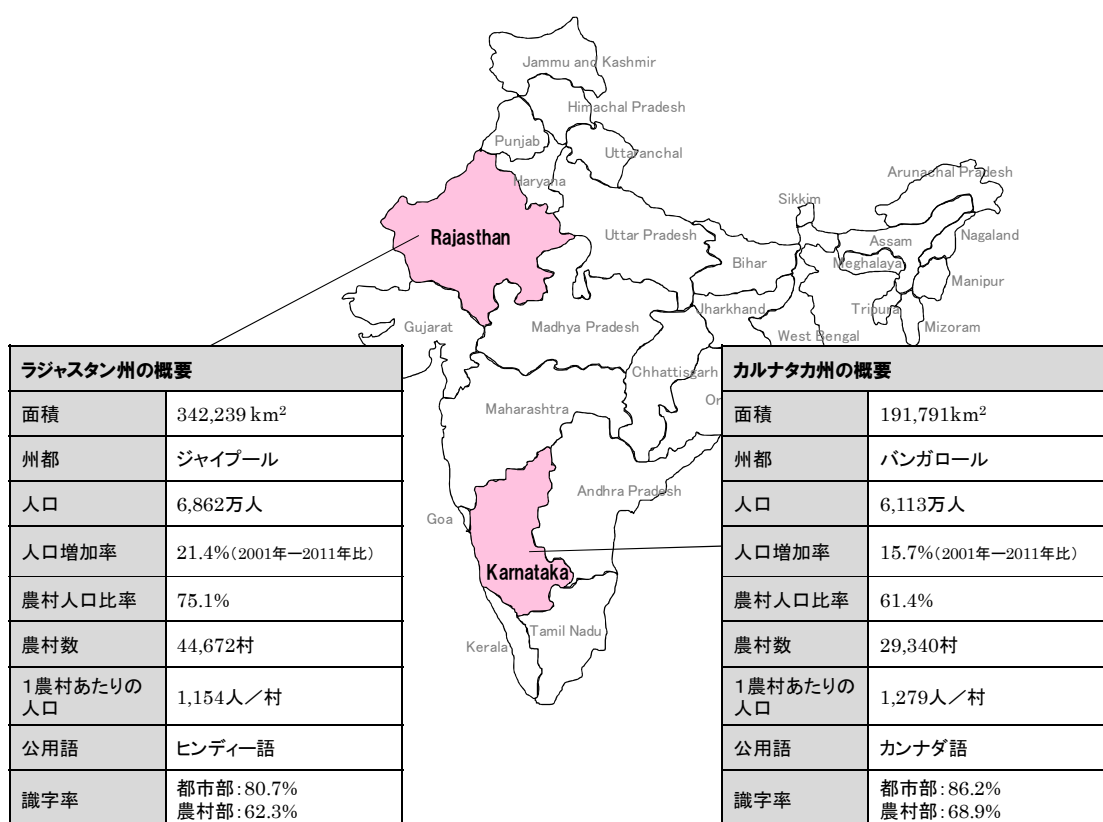 Jammu and Kashmir
Himachal Pradesh
Punjab
Uttaranchal
Haryana
Arunachal Pradesh
Sikkim
Rajasthan
Uttar Pradesh
Assam
Nagaland
Bihar
Meghalaya
Manipur
Jharkhand
Tripura
Mizoram
Gujarat
Madhya Pradesh
West Bengal
Chhattisgarh
Or
Maharashtra
Andhra Pradesh
Goa
Karnataka
Kerala
Tamil Nadu
ラジャスタン州の概要
面積 342,239 km²
州都 ジャイプール
人口 6,862万人
人口増加率 21.4%(2001年ー2011年比)
農村人口比率 75.1%
農村数 44,672村
1農村あたりの
人口 1,154人/村
公用語 ヒンディー語
識字率 都市部:80.7%
農村部:62.3%
カルナタカ州の概要
面積 191,791km²
州都 バンガロール
人口 6,113万人
人口増加率 15.7%(2001年ー2011年比)
農村人口比率 61.4%
農村数 29,340村
1農村あたりの
人口 1,279人/村
公用語 カンナダ語
識字率 都市部:86.2%
農村部:68.9%